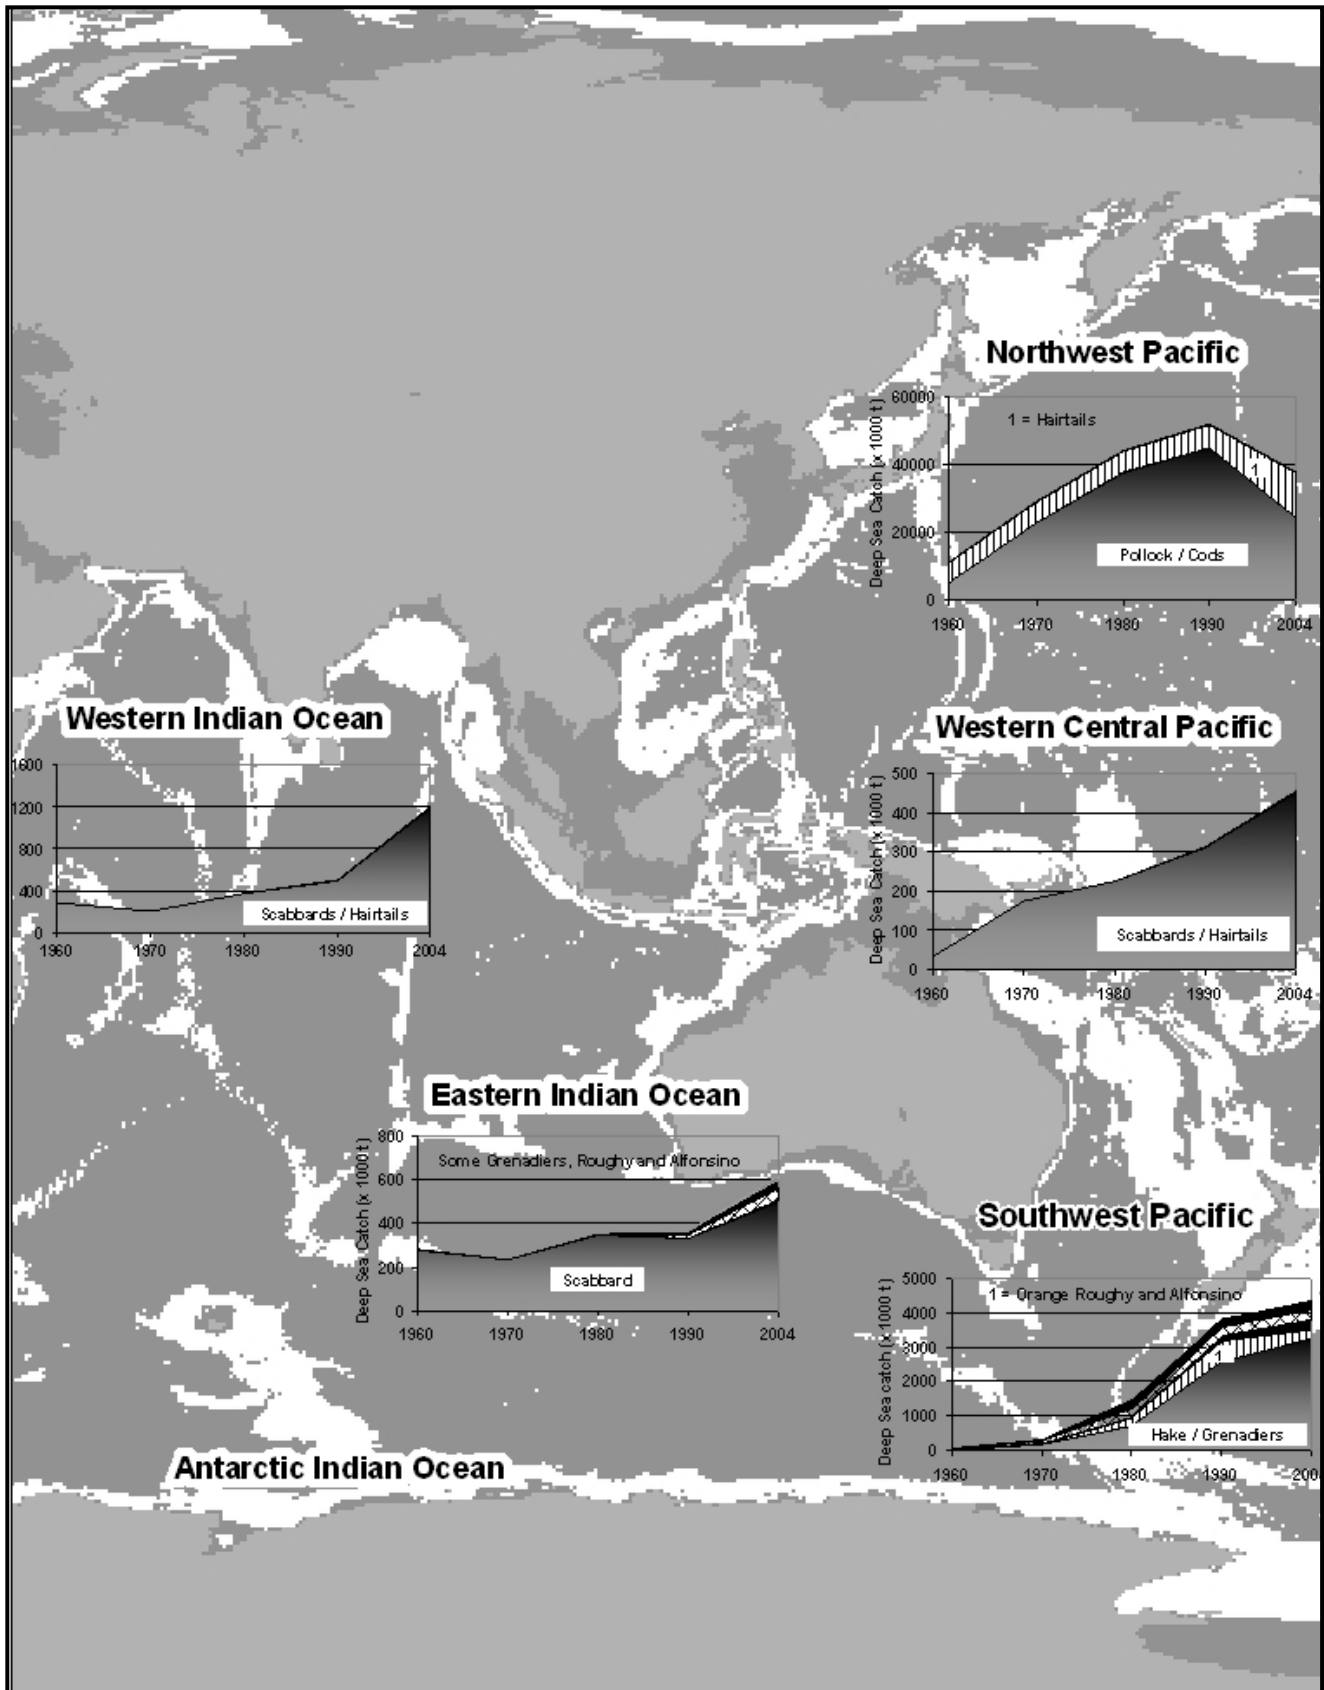 Northwest Pacific
Deep Sea Catch (x 1000 t)
60000
40000
20000
0
1 = Hairtails
1
Pollock / Cods
1960 1970 1980 1990 2004
Western Indian Ocean
1600
1200
800
400
0
Scabbards / Hairtails
1960 1970 1980 1990 2004
Western Central Pacific
Deep Sea Catch (x 1000 t)
500
400
300
200
100
0
Scabbards / Hairtails
1960 1970 1980 1990 2004
Eastern Indian Ocean
Deep Sea Catch (x 1000 t)
800
600
400
200
0
Some Grenadiers, Roughy and Alfonsino
Scabbard
1960 1970 1980 1990 2004
Southwest Pacific
Deep Sea catch (x 1000 t)
5000
4000
3000
2000
1000
0
1 = Orange Roughy and Alfonsino
1
Hake / Grenadiers
1960 1970 1980 1990 200
Antarctic Indian Ocean